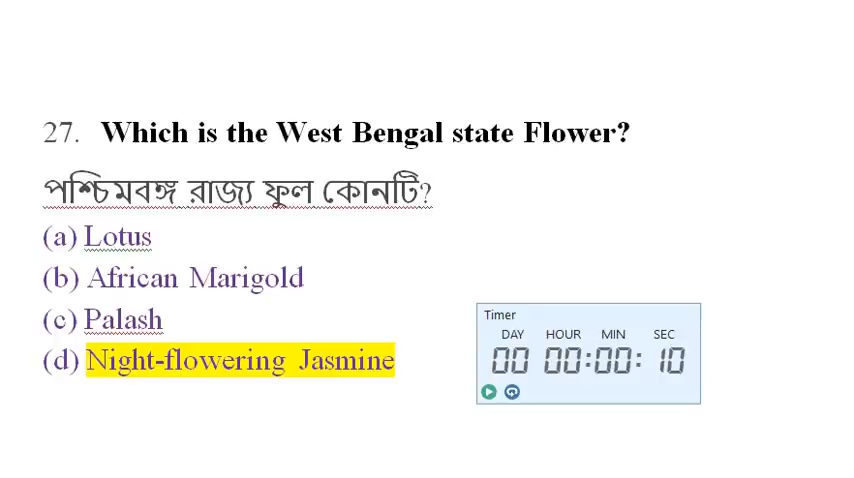 27. Which is the West Bengal state Flower?
পশ্চিমবঙ্গ রাজ্য ফুল কোনটি?
(a) Lotus
(b) African Marigold
(c) Palash
(d) Night-flowering Jasmine
Timer
DAY HOUR MIN SEC
00 00:00:10